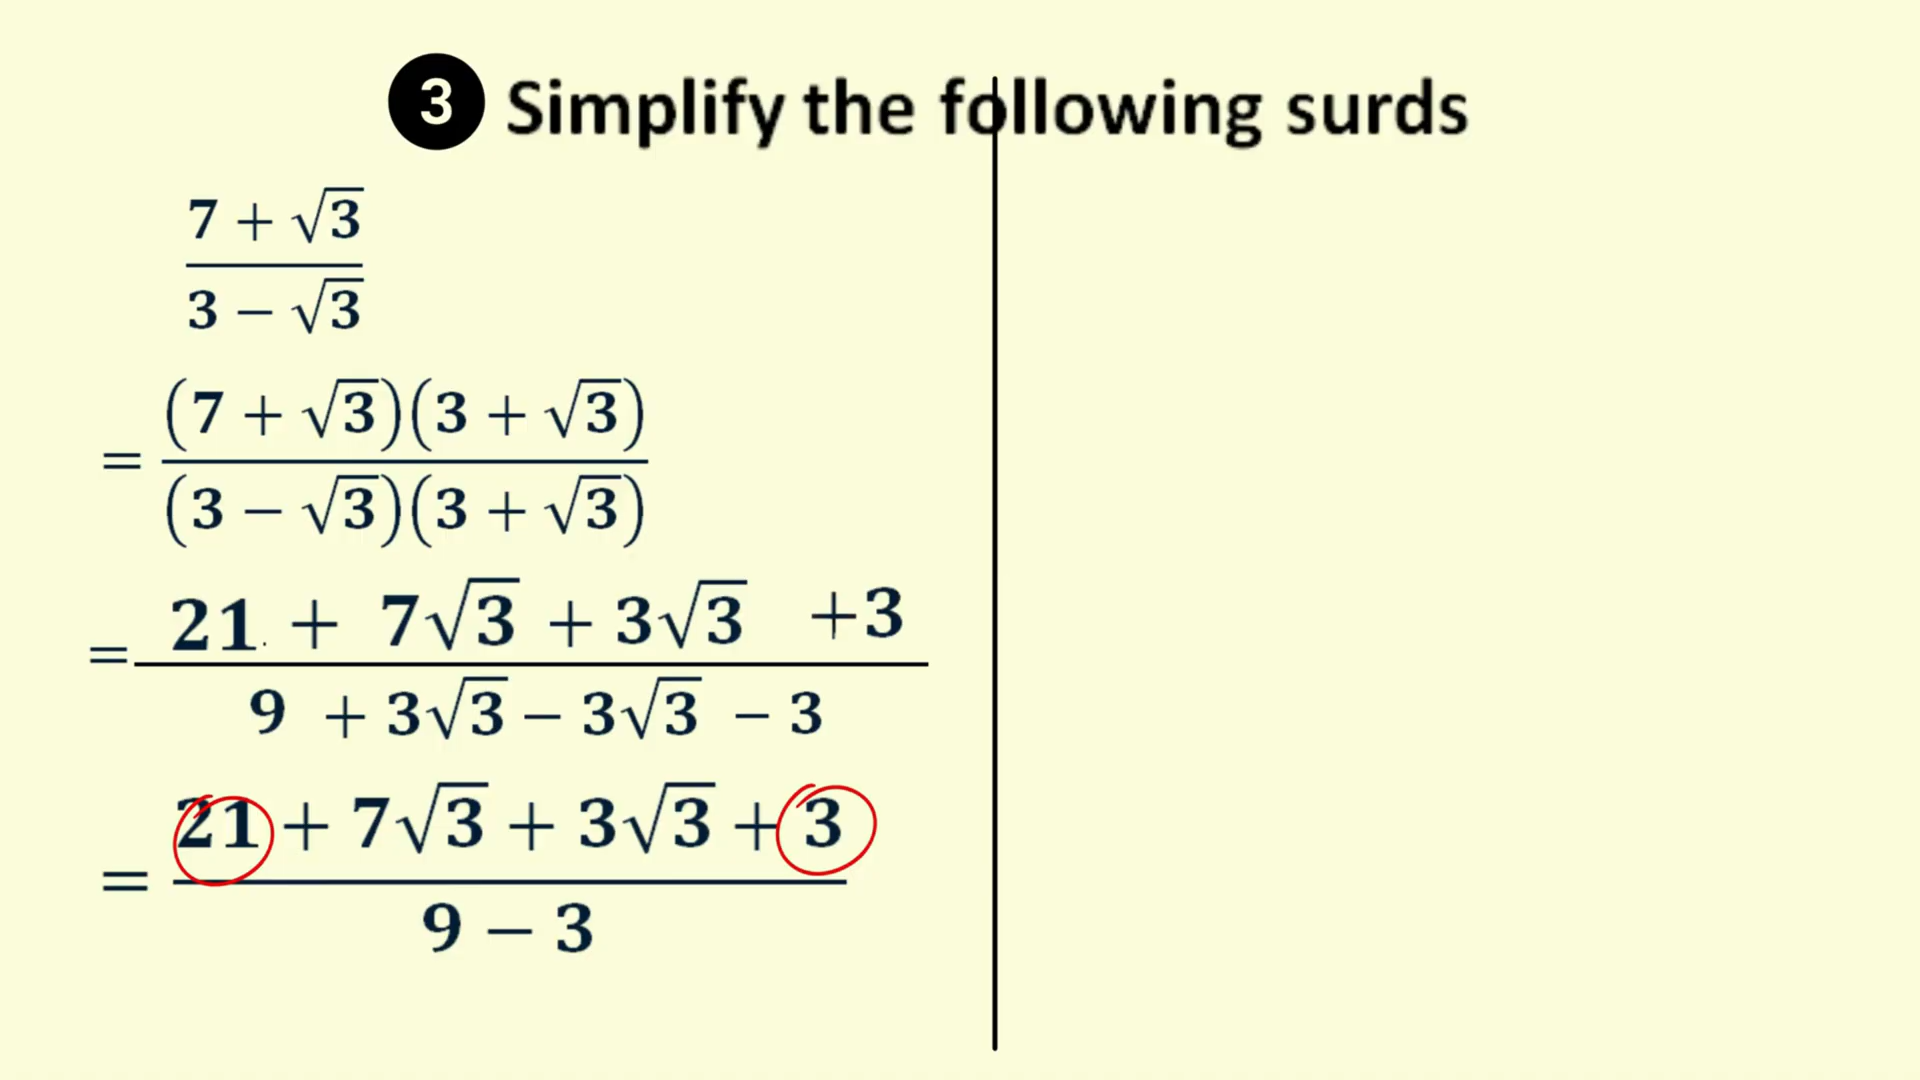 3 Simplify the following surds
7 + √3
3 − √3
= (7 + √3)(3 + √3)
(3 − √3)(3 + √3)
= 21 + 7√3 + 3√3 +3
9 + 3√3 − 3√3 − 3
= 21 + 7√3 + 3√3 + 3
9 − 3